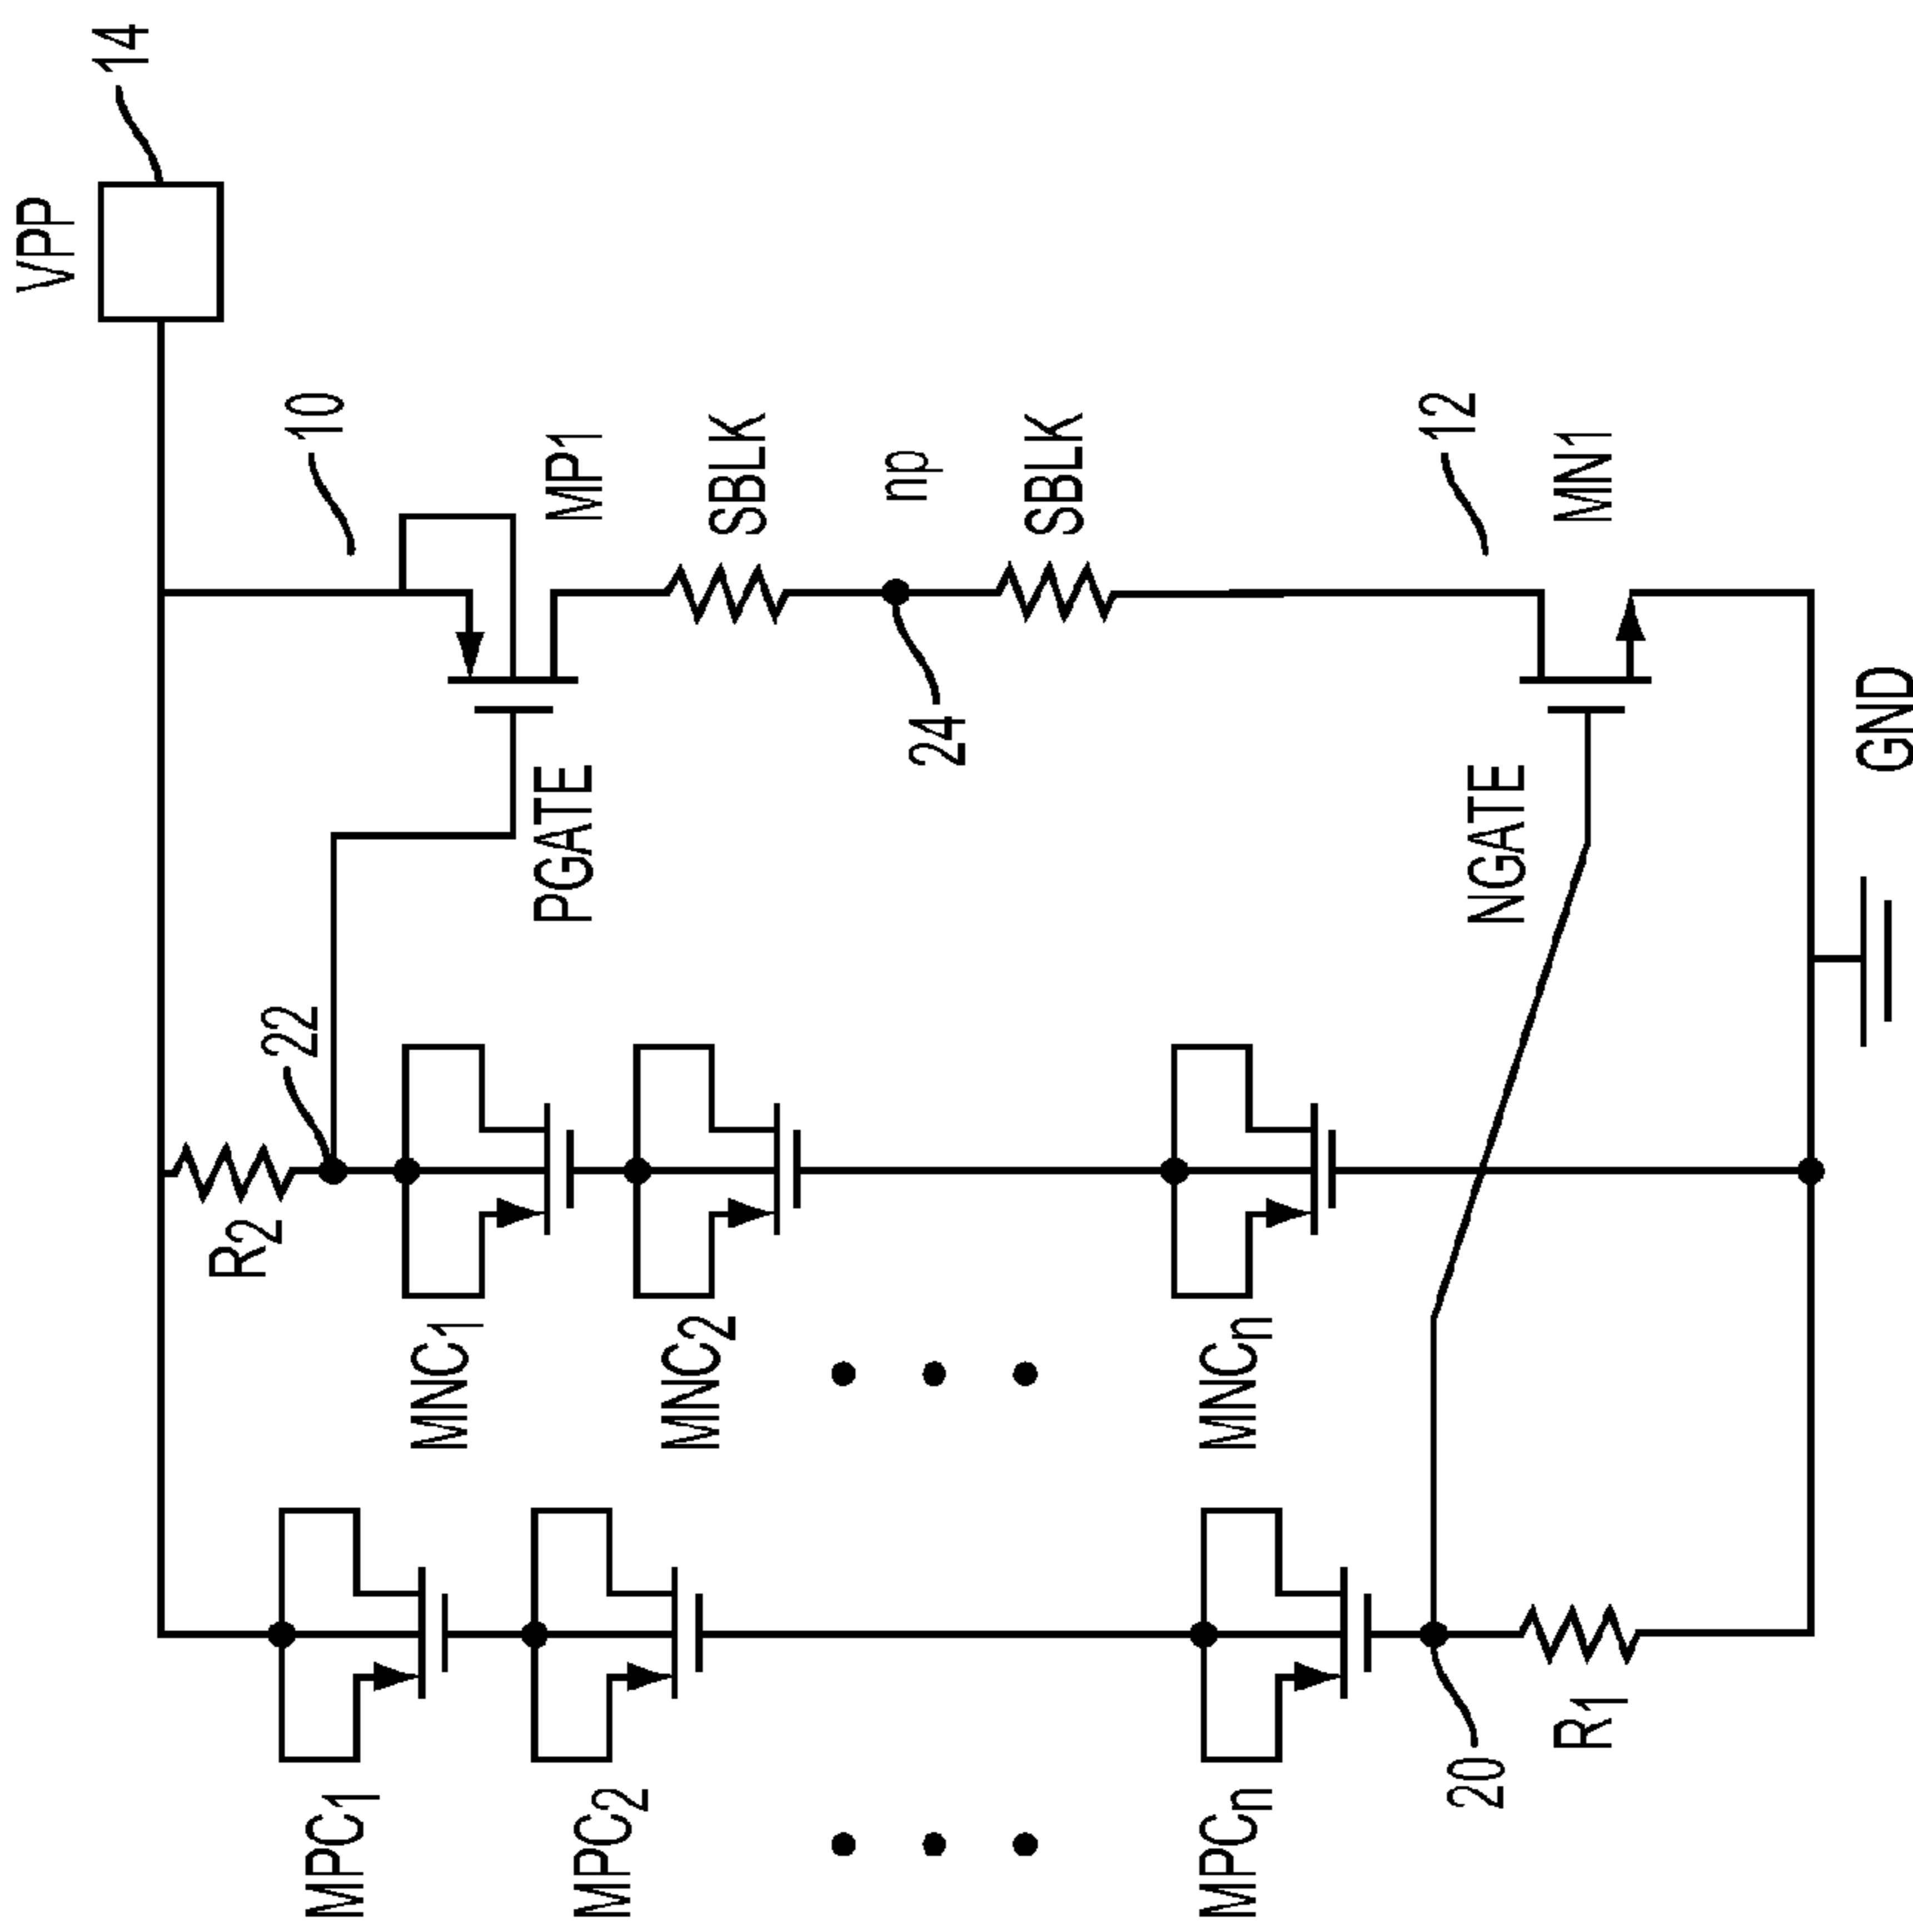 VPP
14
10
MP1
SBLK
np
SBLK
12
MN1
24
PGATE
NGATE
GND
22
R2
MNC1
MNC2
MNCn
MPC1
MPC2
MPCn
20
R1